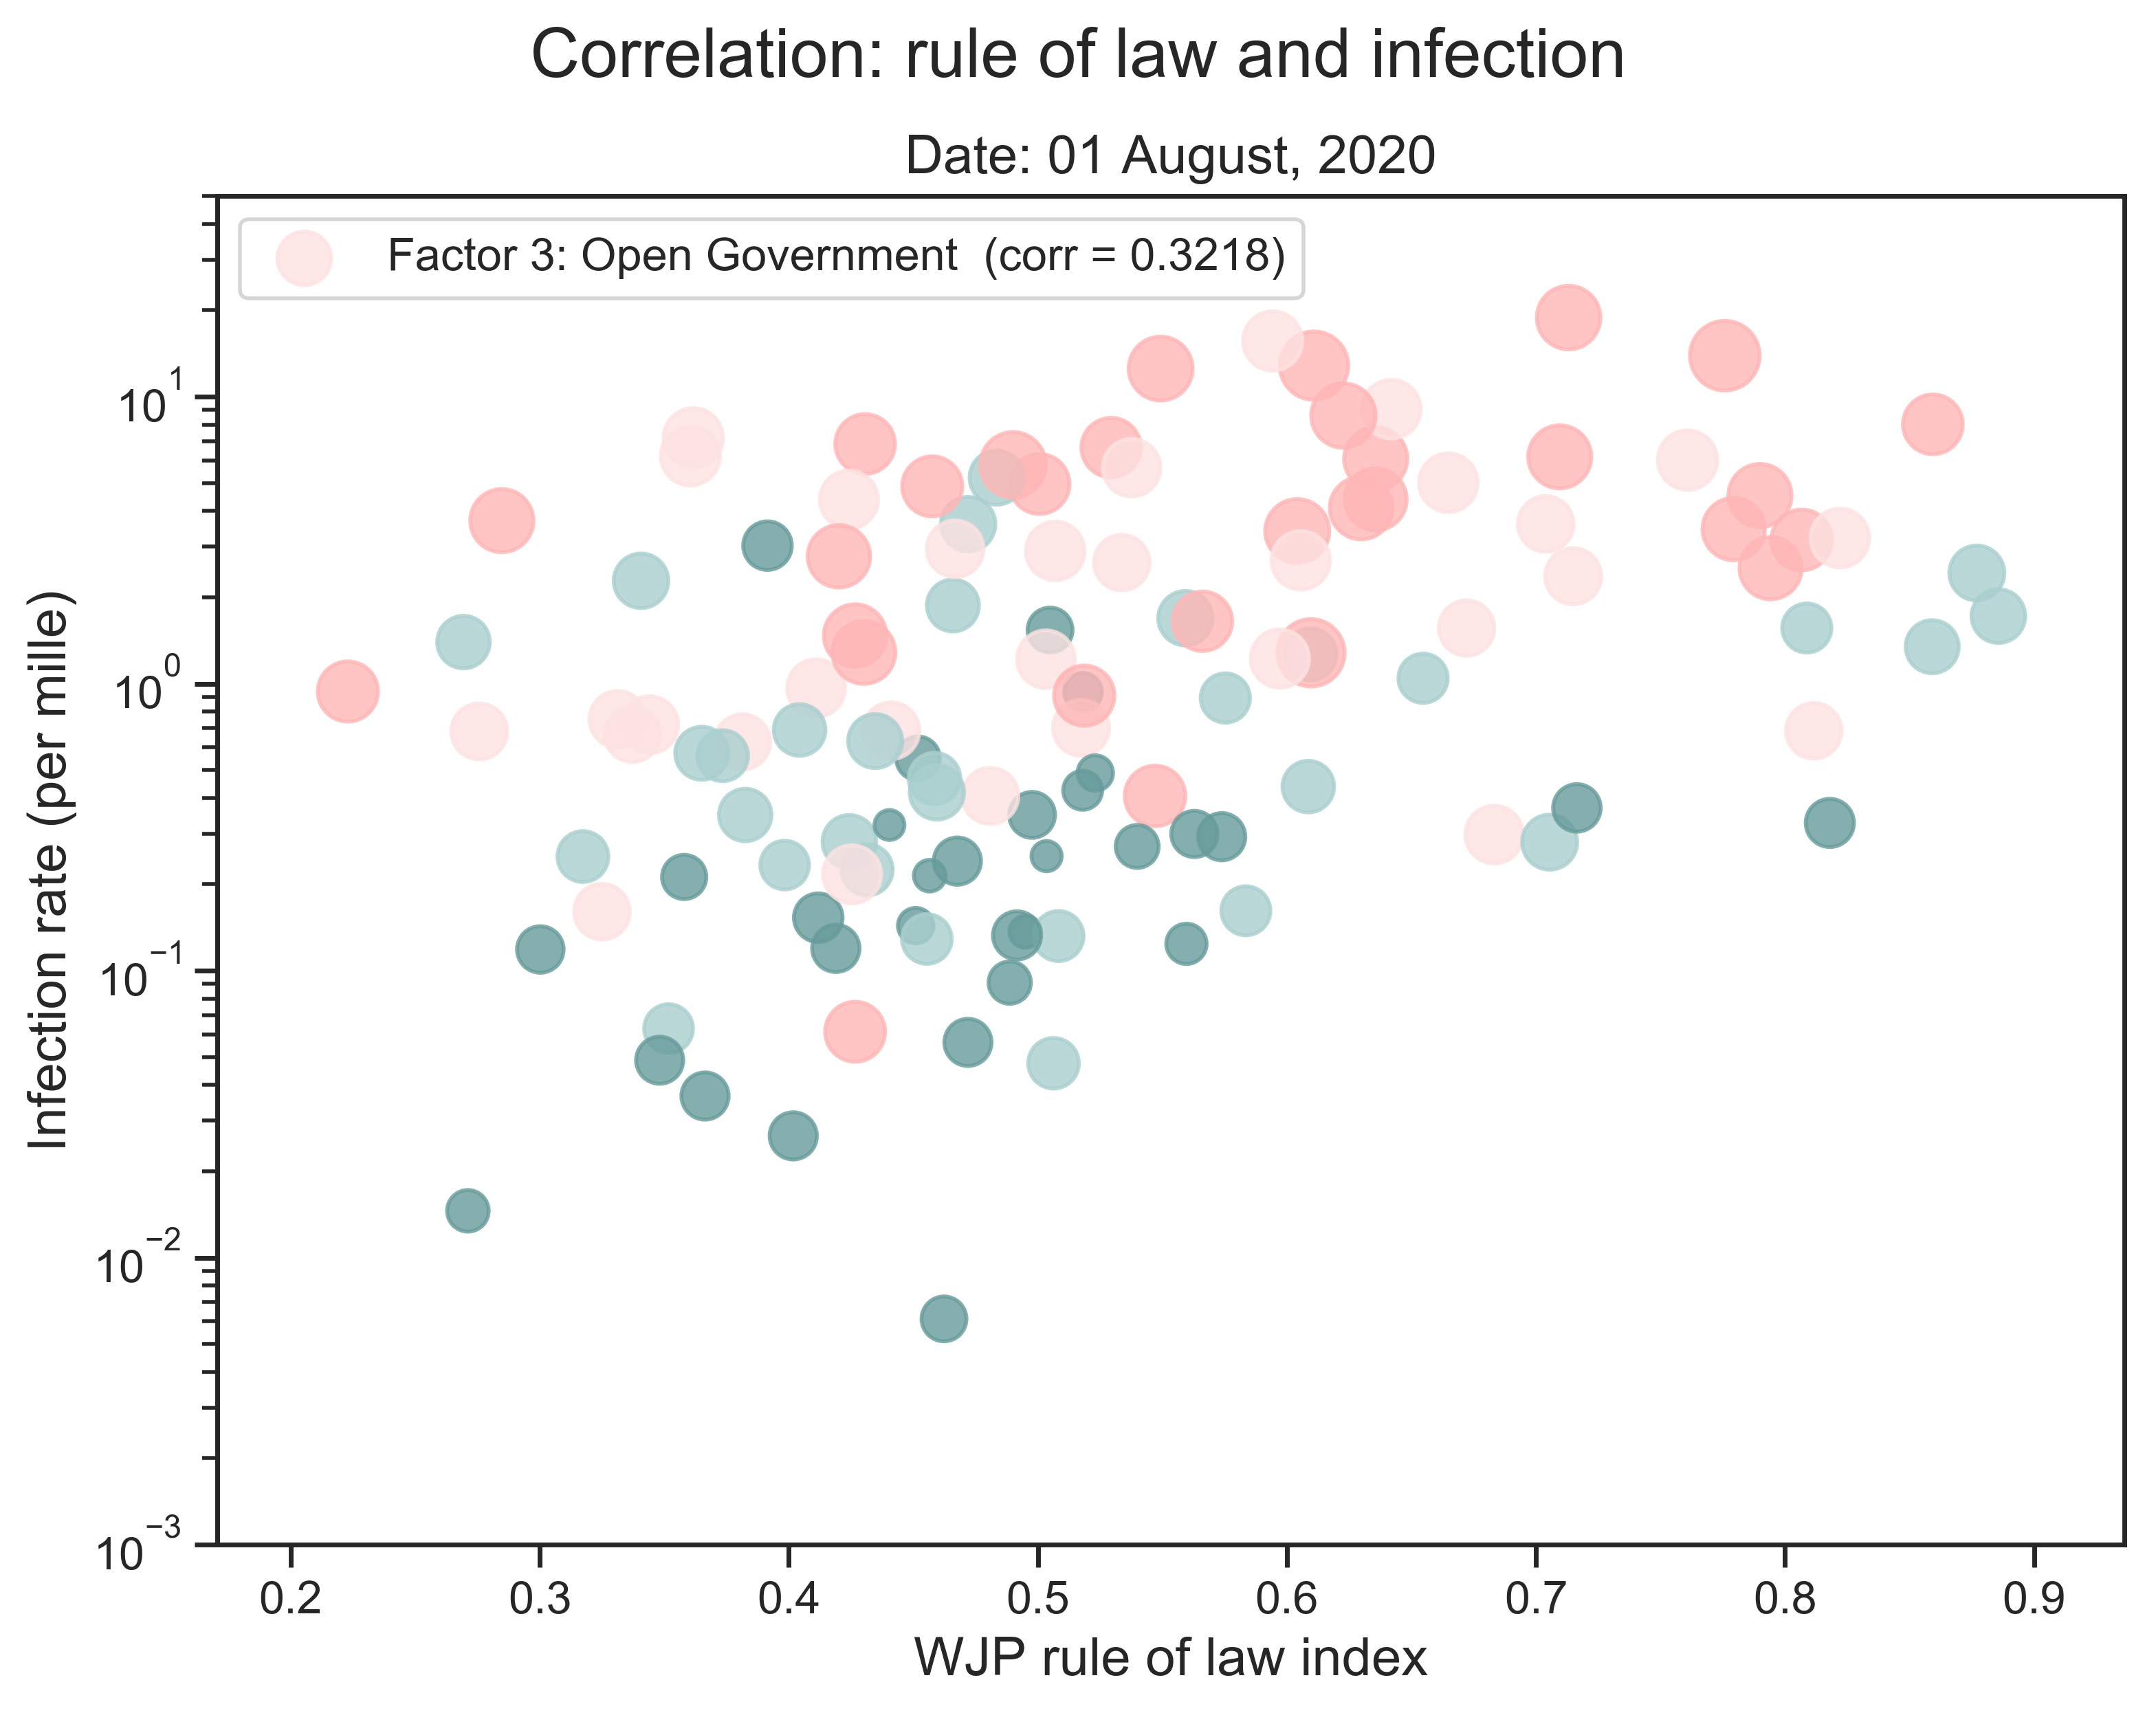 Correlation: rule of law and infection
Date: 01 August, 2020
Factor 3: Open Government  (corr = 0.3218)
Infection rate (per mille)
10^1
10^0
10^−1
10^−2
10^−3
0.2 0.3 0.4 0.5 0.6 0.7 0.8 0.9
WJP rule of law index